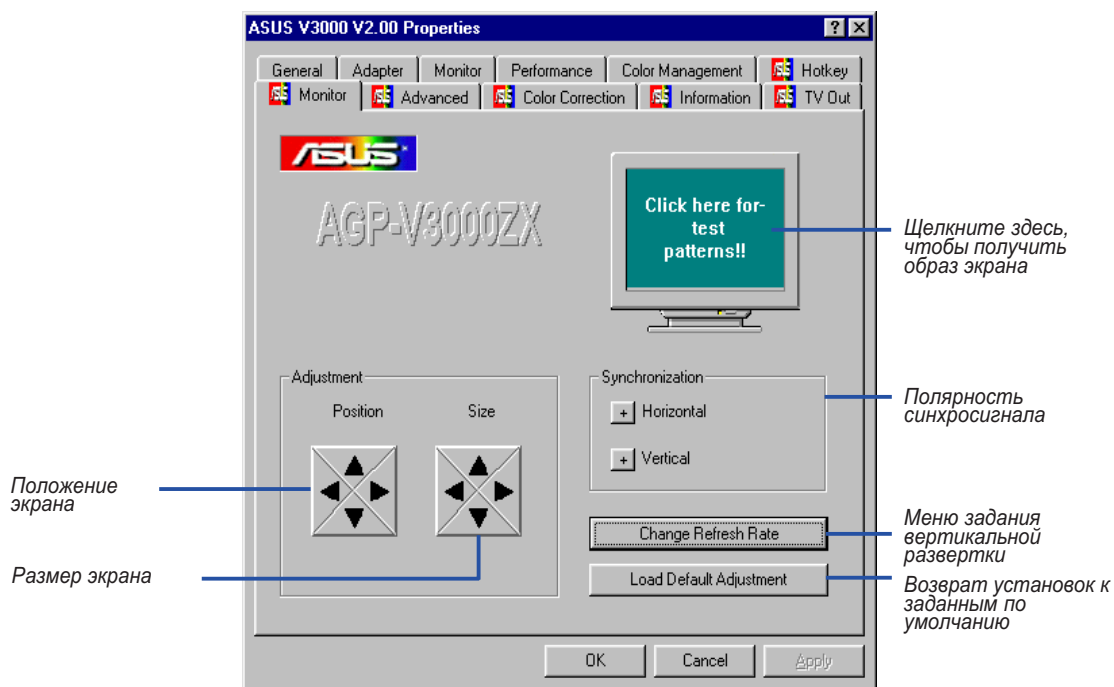 ASUS V3000 V2.00 Properties
General Adapter Monitor Performance Color Management Hotkey
Monitor Advanced Color Correction Information TV Out
ASUS
AGP-V3000ZX
Click here for-
test
patterns!!
Щелкните здесь,
чтобы получить
образ экрана
Adjustment
Position Size
Synchronization
+ Horizontal
+ Vertical
Полярность
синхросигнала
Положение
экрана
Размер экрана
Change Refresh Rate
Меню задания
вертикальной
развертки
Load Default Adjustment
Возврат установок к
заданным по
умолчанию
OK Cancel Apply